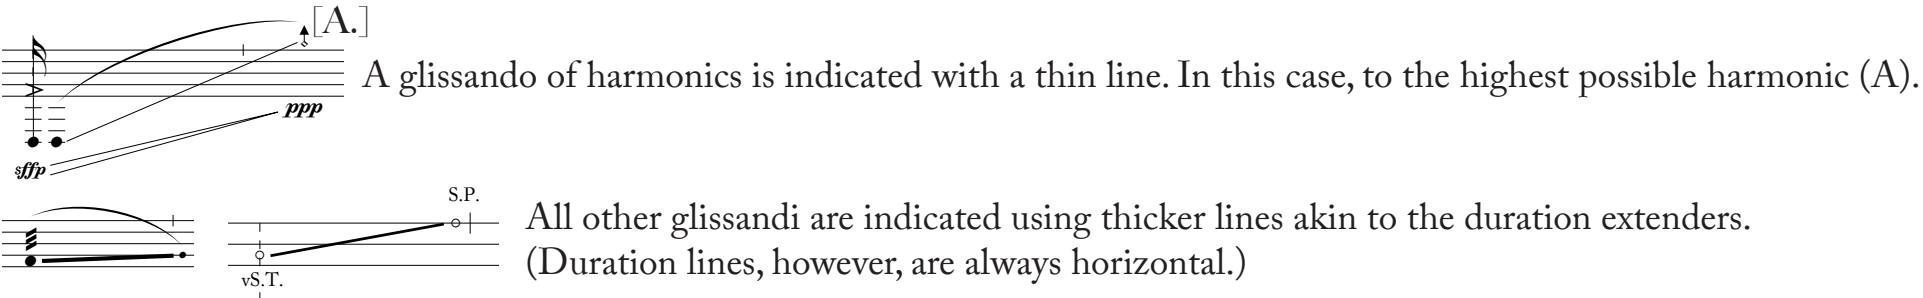 [A.]
A glissando of harmonics is indicated with a thin line. In this case, to the highest possible harmonic (A).
ppp
sffp
S.P.
All other glissandi are indicated using thicker lines akin to the duration extenders.
(Duration lines, however, are always horizontal.)
vS.T.